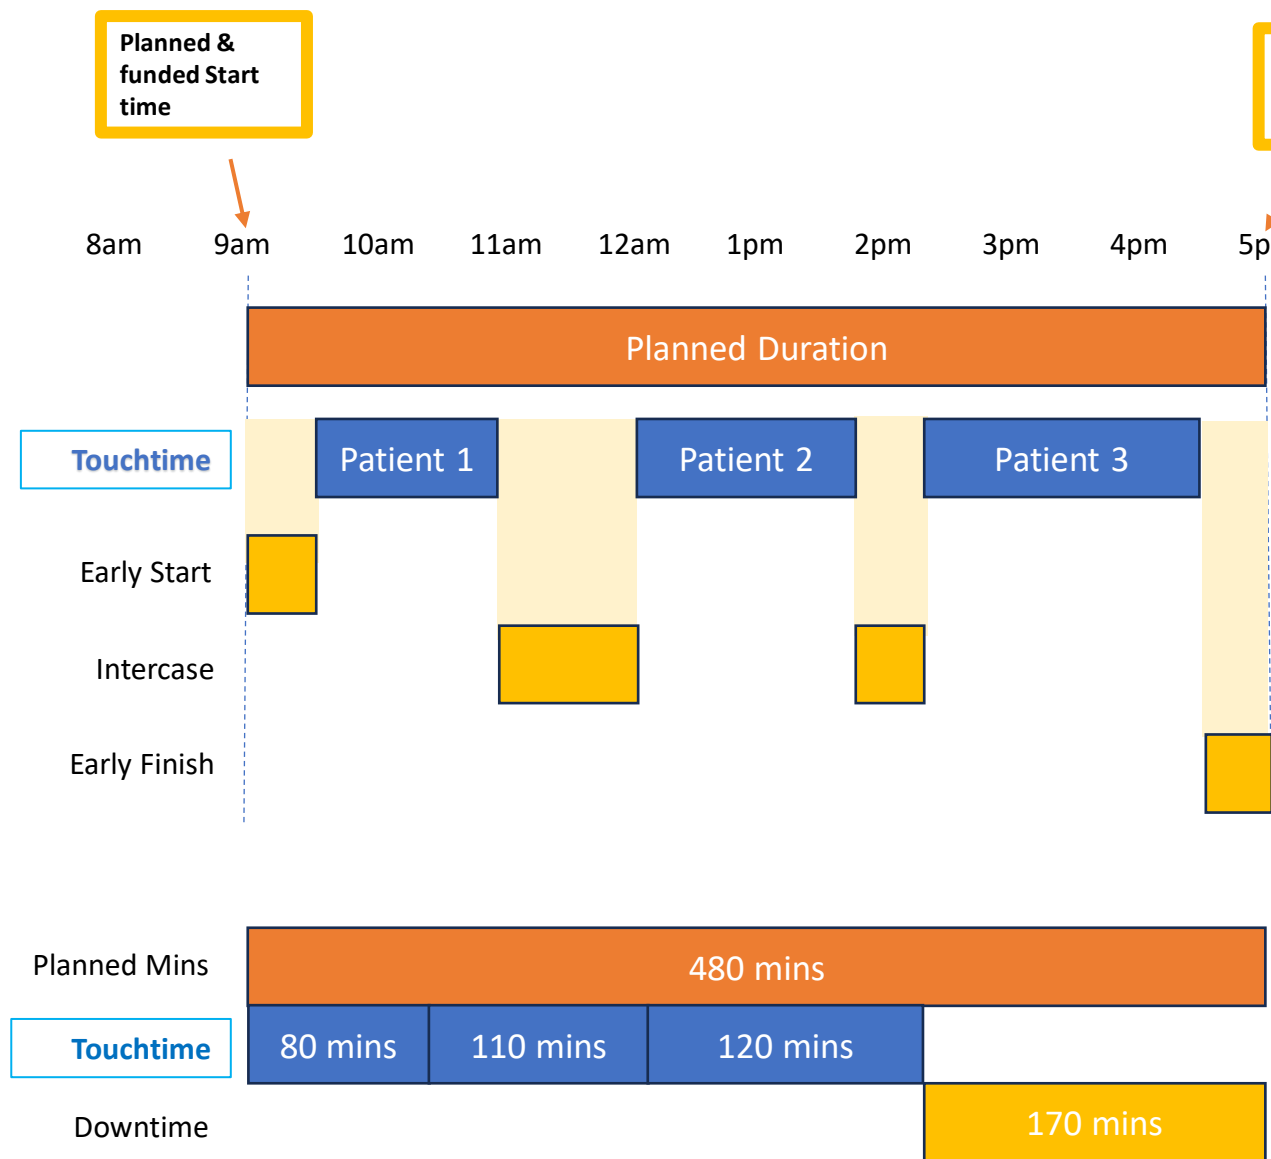 Planned &
funded Start
time
8am 9am 10am 11am 12am 1pm 2pm 3pm 4pm 5p
Planned Duration
Touchtime Patient 1 Patient 2 Patient 3
Early Start
Intercase
Early Finish
Planned Mins 480 mins
Touchtime 80 mins 110 mins 120 mins
Downtime 170 mins